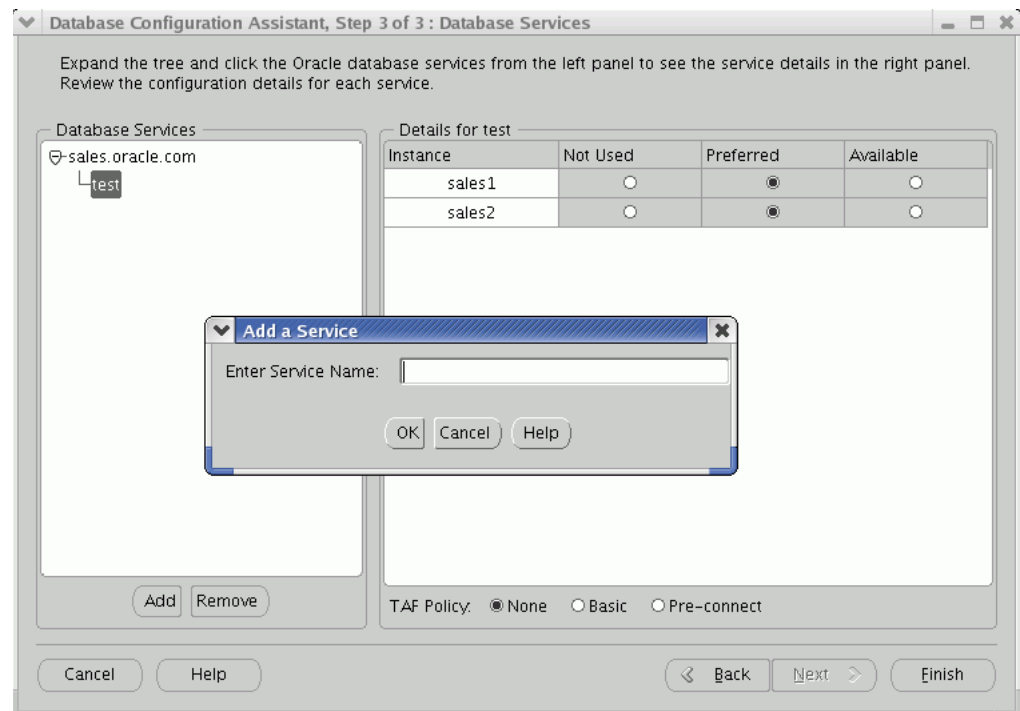 Database Configuration Assistant, Step 3 of 3 : Database Services
Expand the tree and click the Oracle database services from the left panel to see the service details in the right panel.
Review the configuration details for each service.
Database Services
sales.oracle.com
test
Details for test
Instance Not Used Preferred Available
sales1
sales2
Add a Service
Enter Service Name:
OK Cancel Help
Add Remove
TAF Policy: None Basic Pre-connect
Cancel Help Back Next Finish